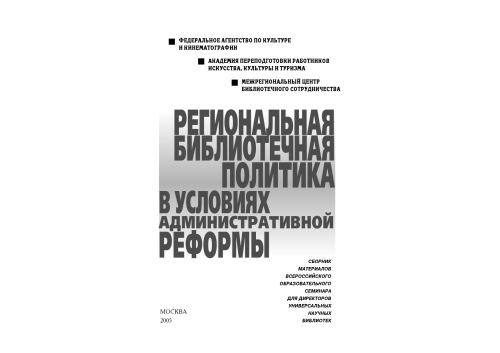 ФЕДЕРАЛЬНОЕ АГЕНТСТВО ПО КУЛЬТУРЕ
И КИНЕМАТОГРАФИИ
АКАДЕМИЯ ПЕРЕПОДГОТОВКИ РАБОТНИКОВ
ИСКУССТВА, КУЛЬТУРЫ И ТУРИЗМА
МЕЖРЕГИОНАЛЬНЫЙ ЦЕНТР
БИБЛИОТЕЧНОГО СОТРУДНИЧЕСТВА
РЕГИОНАЛЬНАЯ
БИБЛИОТЕЧНАЯ
ПОЛИТИКА
В УСЛОВИЯХ
АДМИНИСТРАТИВНОЙ
РЕФОРМЫ
СБОРНИК
МАТЕРИАЛОВ
ВСЕРОССИЙСКОГО
ОБРАЗОВАТЕЛЬНОГО
СЕМИНАРА
ДЛЯ ДИРЕКТОРОВ
УНИВЕРСАЛЬНЫХ
НАУЧНЫХ
БИБЛИОТЕК
МОСКВА
2005